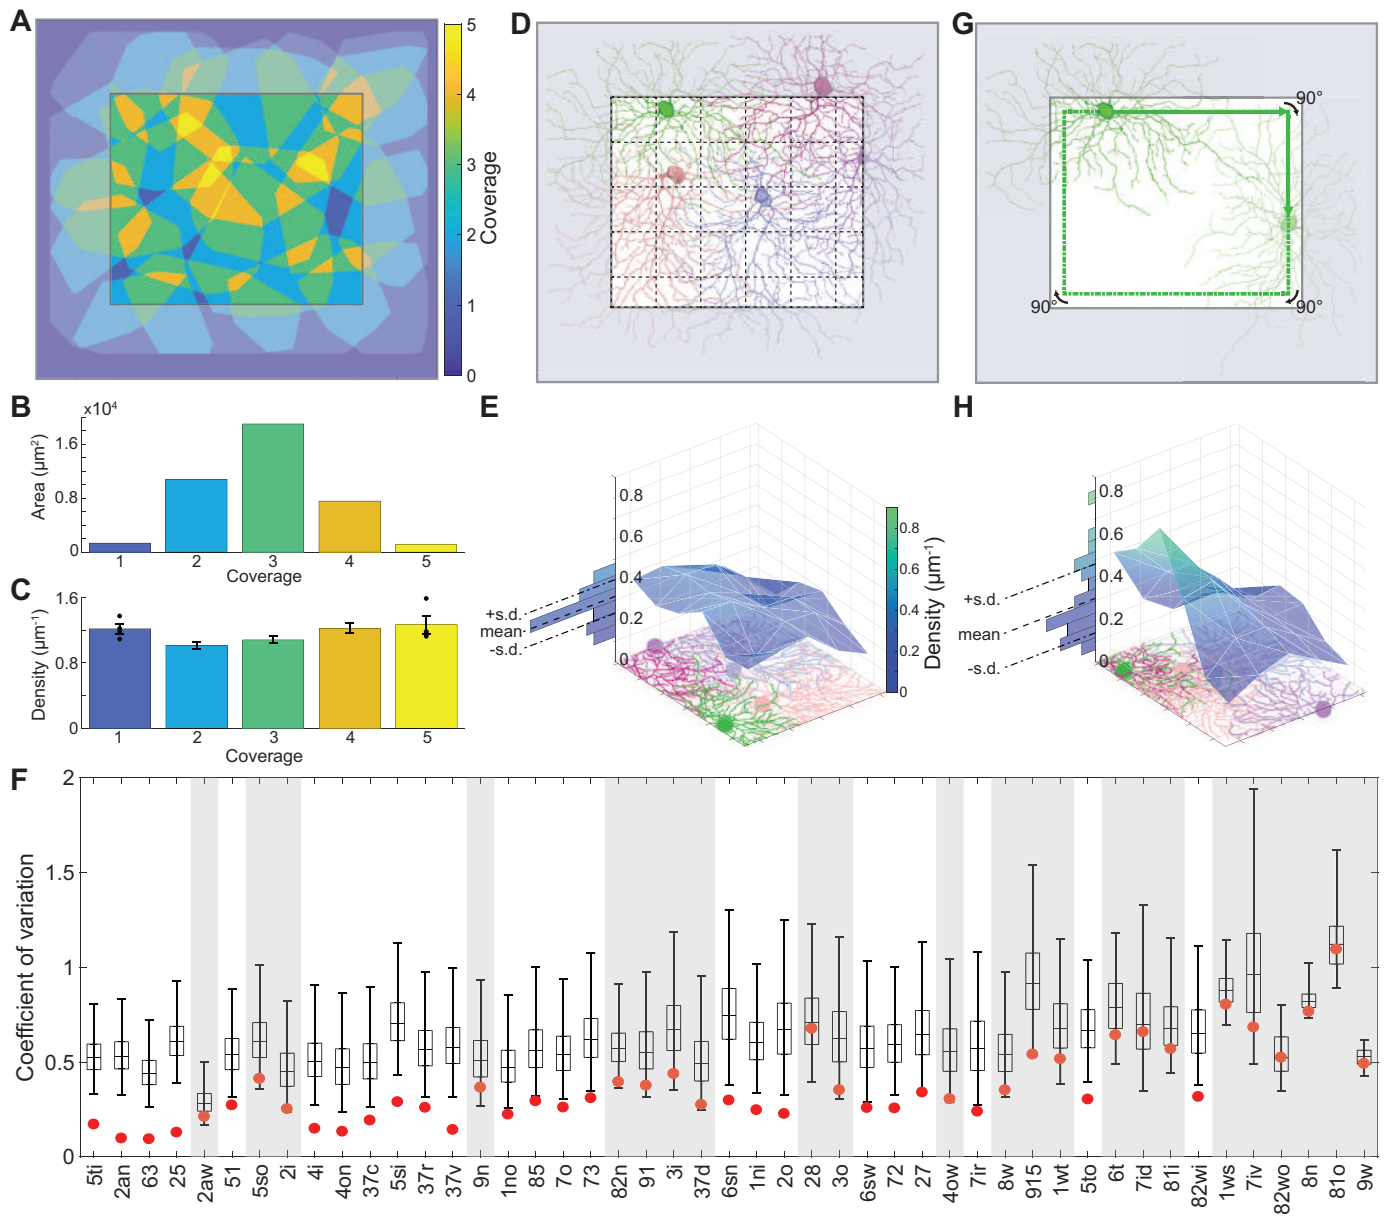 A
5
4
3
2
1
0
Coverage
D
G
90°
90°
90°
B
x10⁴
1.6
0.8
0
Area (µm²)
1 2 3 4 5
Coverage
C
1.6
0.8
0
Density (µm⁻¹)
1 2 3 4 5
Coverage
E
0.8
0.6
0.4
0.2
0
+s.d.
mean
-s.d.
0.8
0.6
0.4
0.2
0
Density (µm⁻¹)
H
0.8
0.6
0.4
0.2
0
+s.d.
mean
-s.d.
F
2
1.5
1
0.5
0
Coefficient of variation
5ti 2an 63 25 2aw 51 5so 2i 4i 4on 37c 5si 37r 37v 9n 1no 85 7o 73 82n 91 3i 37d 6sn 1ni 2o 28 3o 6sw 72 27 4ow 7ir 8w 915 1wt 5to 6t 7id 81i 82wi 1ws 7iv 82wo 8n 81o 9w